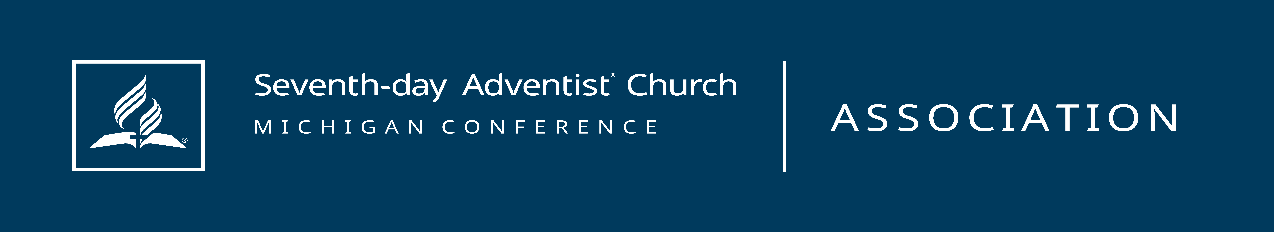 Seventh-day Adventist® Church
MICHIGAN CONFERENCE
ASSOCIATION